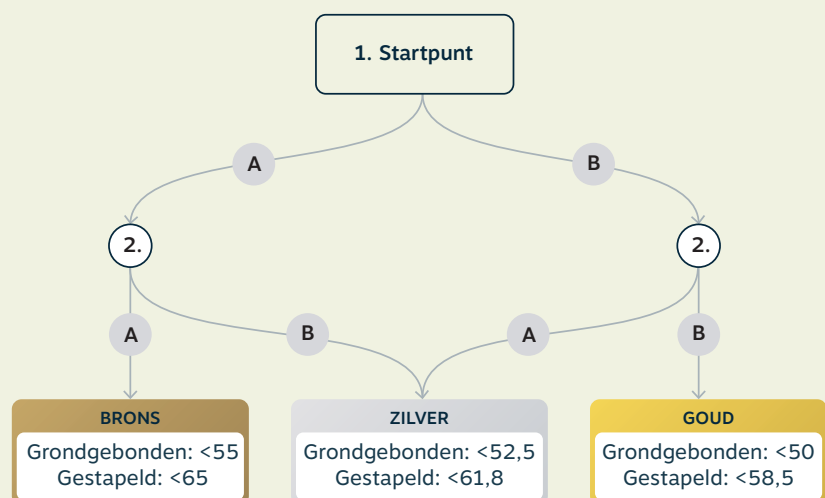 1. Startpunt
A
B
2.
2.
A
B
A
B
BRONS
Grondgebonden: <55
Gestapeld: <65
ZILVER
Grondgebonden: <52,5
Gestapeld: <61,8
GOUD
Grondgebonden: <50
Gestapeld: <58,5